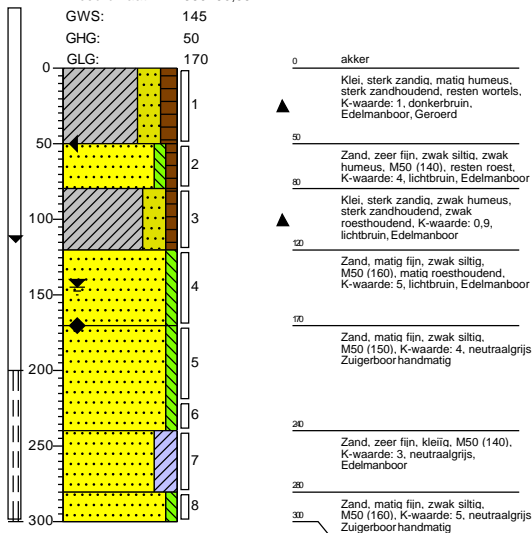 GWS: 145
GHG: 50
GLG: 170
0
50
100
150
200
250
300
1
2
3
4
5
6
7
8
0 akker
Klei, sterk zandig, matig humeus,
sterk zandhoudend, resten wortels,
K-waarde: 1, donkerbruin,
Edelmanboor, Geroerd
50
Zand, zeer fijn, zwak siltig, zwak
humeus, M50 (140), resten roest,
K-waarde: 4, lichtbruin, Edelmanboor
80
Klei, sterk zandig, zwak humeus,
sterk zandhoudend, zwak
roesthoudend, K-waarde: 0,9,
lichtbruin, Edelmanboor
120
Zand, matig fijn, zwak siltig,
M50 (160), matig roesthoudend,
K-waarde: 5, lichtbruin, Edelmanboor
170
Zand, matig fijn, zwak siltig,
M50 (150), K-waarde: 4, neutraalgrijs
Zuigerboor handmatig
240
Zand, zeer fijn, kleiïg, M50 (140),
K-waarde: 3, neutraalgrijs,
Edelmanboor
280
Zand, matig fijn, zwak siltig,
M50 (160), K-waarde: 5, neutraalgrijs
300
Zuigerboor handmatig